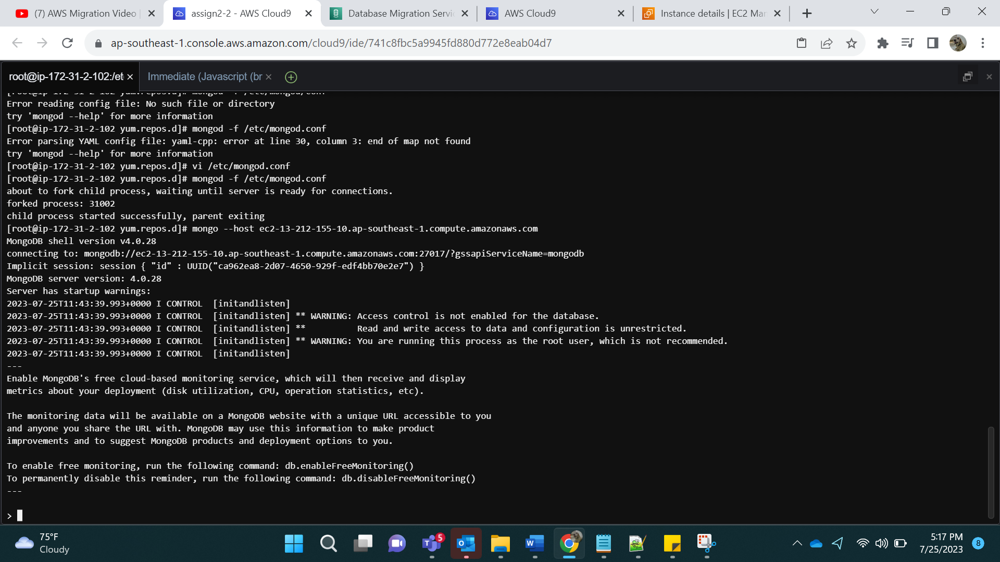 (7) AWS Migration Video
assign2-2 - AWS Cloud9
Database Migration Servi
AWS Cloud9
Instance details | EC2 Mar
ap-southeast-1.console.aws.amazon.com/cloud9/ide/741c8fbc5a9945fd880d772e8eab04d7
root@ip-172-31-2-102:/et
Immediate (Javascript (br
[root@ip-172-31-2-102 yum.repos.d]# mongod -f /etc/mongod/conf
Error reading config file: No such file or directory
try 'mongod --help' for more information
[root@ip-172-31-2-102 yum.repos.d]# mongod -f /etc/mongod.conf
Error parsing YAML config file: yaml-cpp: error at line 30, column 3: end of map not found
try 'mongod --help' for more information
[root@ip-172-31-2-102 yum.repos.d]# vi /etc/mongod.conf
[root@ip-172-31-2-102 yum.repos.d]# mongod -f /etc/mongod.conf
about to fork child process, waiting until server is ready for connections.
forked process: 31002
child process started successfully, parent exiting
[root@ip-172-31-2-102 yum.repos.d]# mongo --host ec2-13-212-155-10.ap-southeast-1.compute.amazonaws.com
MongoDB shell version v4.0.28
connecting to: mongodb://ec2-13-212-155-10.ap-southeast-1.compute.amazonaws.com:27017/?gssapiServiceName=mongodb
Implicit session: session { "id" : UUID("ca962ea8-2d07-4650-929f-edf4bb70e2e7") }
MongoDB server version: 4.0.28
Server has startup warnings:
2023-07-25T11:43:39.993+0000 I CONTROL  [initandlisten]
2023-07-25T11:43:39.993+0000 I CONTROL  [initandlisten] ** WARNING: Access control is not enabled for the database.
2023-07-25T11:43:39.993+0000 I CONTROL  [initandlisten] **          Read and write access to data and configuration is unrestricted.
2023-07-25T11:43:39.993+0000 I CONTROL  [initandlisten] ** WARNING: You are running this process as the root user, which is not recommended.
2023-07-25T11:43:39.993+0000 I CONTROL  [initandlisten]
---
Enable MongoDB's free cloud-based monitoring service, which will then receive and display
metrics about your deployment (disk utilization, CPU, operation statistics, etc).
The monitoring data will be available on a MongoDB website with a unique URL accessible to you
and anyone you share the URL with. MongoDB may use this information to make product
improvements and to suggest MongoDB products and deployment options to you.
To enable free monitoring, run the following command: db.enableFreeMonitoring()
To permanently disable this reminder, run the following command: db.disableFreeMonitoring()
---
>
75°F
Cloudy
5
5:17 PM
7/25/2023
8